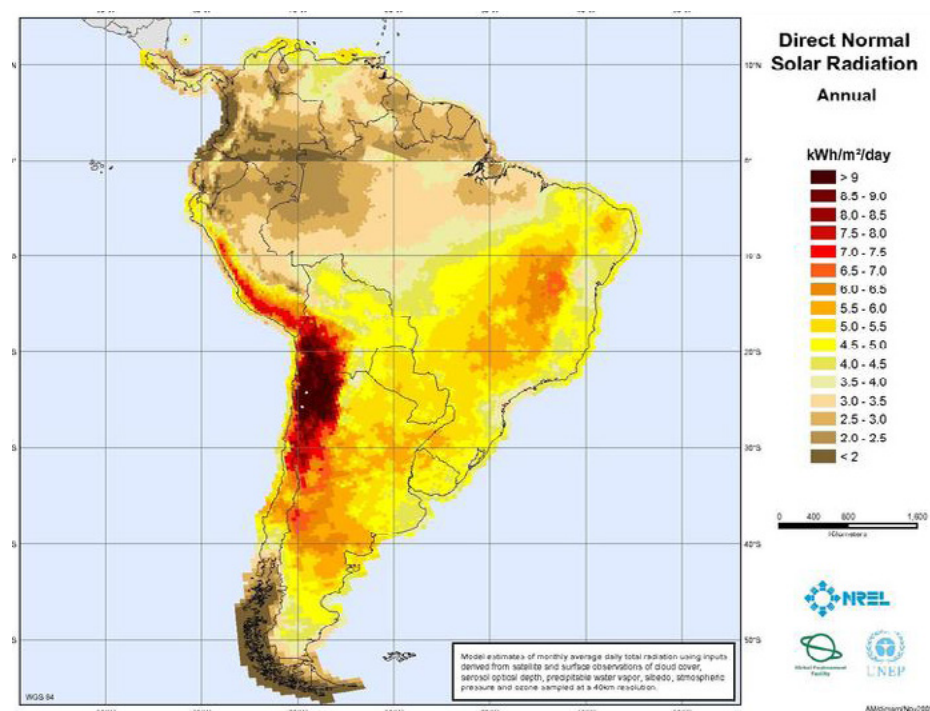 Direct Normal
Solar Radiation
Annual
kWh/m²/day
> 9
8.5 - 9.0
8.0 - 8.5
7.5 - 8.0
7.0 - 7.5
6.5 - 7.0
6.0 - 6.5
5.5 - 6.0
5.0 - 5.5
4.5 - 5.0
4.0 - 4.5
3.5 - 4.0
3.0 - 3.5
2.5 - 3.0
2.0 - 2.5
< 2
0 400 800 1,600
Kilometers
NREL
Global Environment
Facility
UNEP
10°N
10°S
20°S
30°S
40°S
50°S
Model estimates of monthly average daily total radiation using inputs
derived from satellite and surface observations of cloud cover,
aerosol optical depth, precipitable water vapor, albedo, atmospheric
pressure and ozone sampled at a 40km resolution.
WGS 84